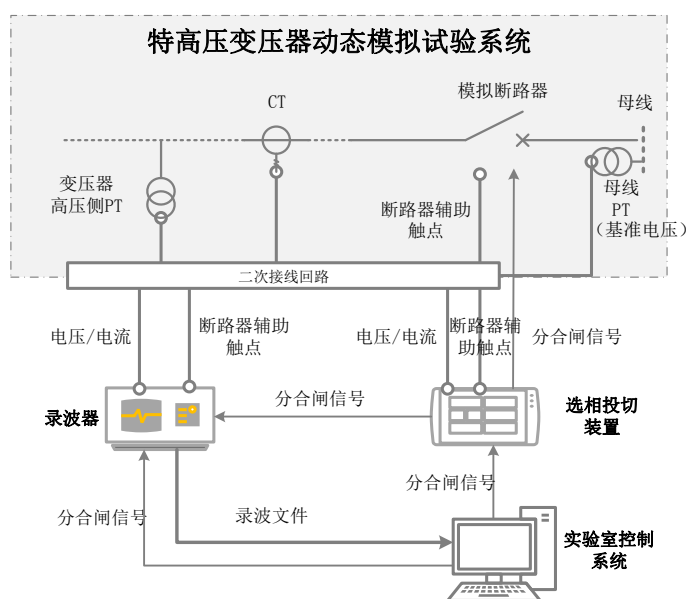 特高压变压器动态模拟试验系统
CT
模拟断路器
母线
变压器
高压侧PT
断路器辅助
触点
母线
PT
（基准电压）
二次接线回路
电压/电流
断路器辅助
触点
电压/电流
断路器辅
助触点
分合闸信号
录波器
分合闸信号
选相投切
装置
分合闸信号
分合闸信号
录波文件
实验室控制
系统